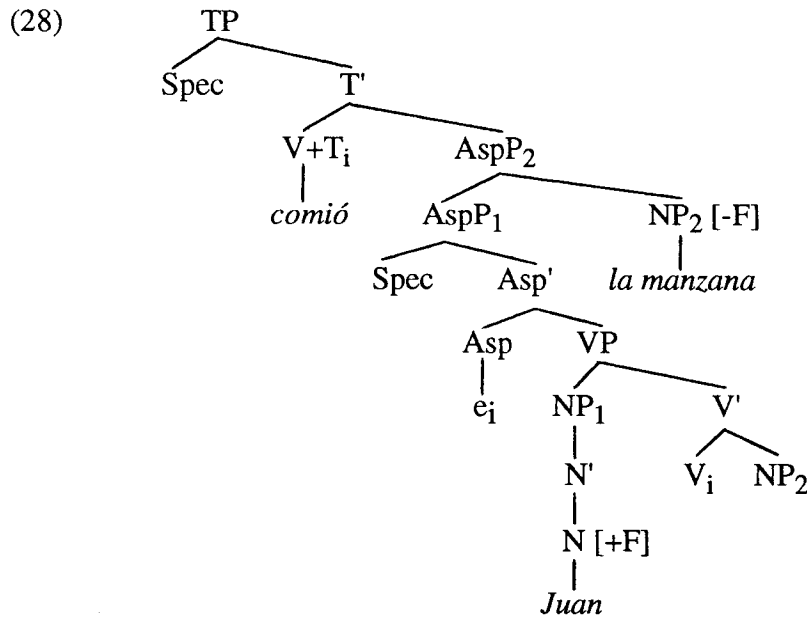 (28) TP
Spec T'
V+Ti AspP2
comió AspP1 NP2 [-F]
Spec Asp' la manzana
Asp VP
ei NP1 V'
N' Vi NP2
N [+F]
Juan